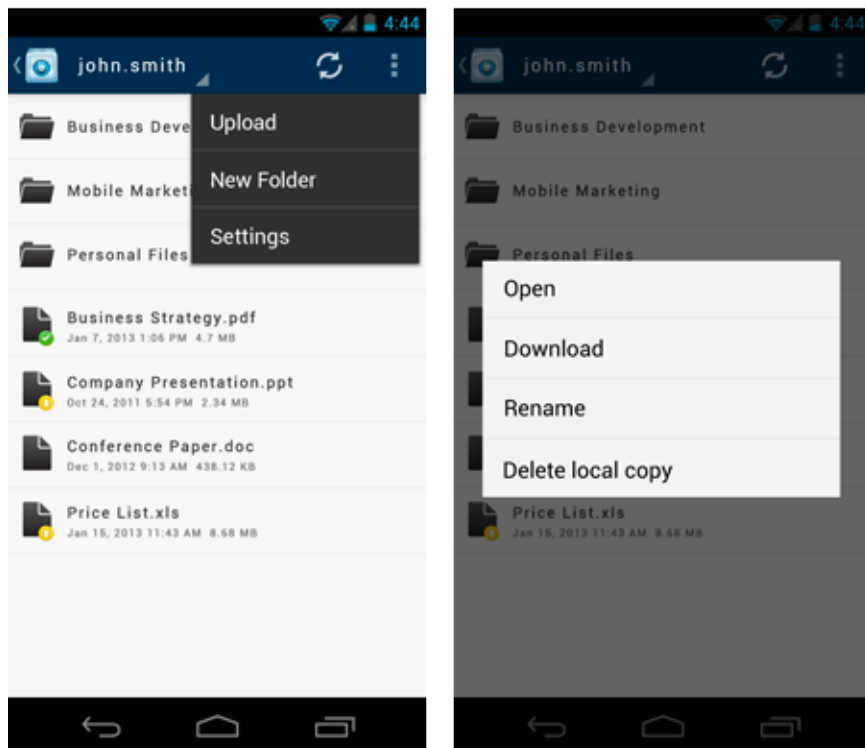 4:44
john.smith
Upload
Business Deve
New Folder
Mobile Marketi
Settings
Personal Files
Business Strategy.pdf
Jan 7, 2013 1:06 PM 4.7 MB
Company Presentation.ppt
Oct 24, 2011 5:54 PM 2.34 MB
Conference Paper.doc
Dec 1, 2012 9:13 AM 438.12 KB
Price List.xls
Jan 15, 2013 11:43 AM 8.68 MB
4:44
john.smith
Business Development
Mobile Marketing
Personal Files
Open
Download
Rename
Delete local copy
Price List.xls
Jan 15, 2013 11:43 AM 8.68 MB